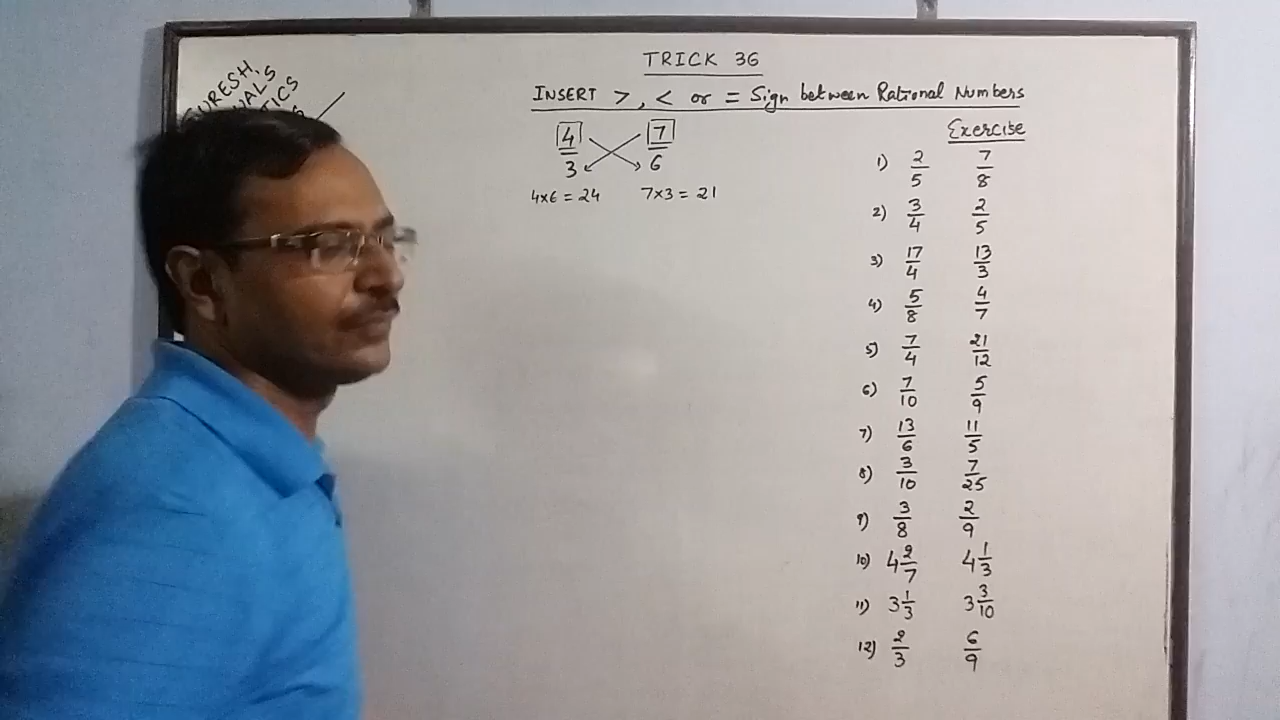 TRICK 36
INSERT >, < or = Sign between Rational Numbers
4/3 7/6
4×6 = 24 7×3 = 21
Exercise
1) 2/5 7/8
2) 3/4 2/5
3) 17/4 13/3
4) 5/8 4/7
5) 7/4 21/12
6) 7/10 5/9
7) 13/6 11/5
8) 3/10 7/25
9) 3/8 2/9
10) 4 2/7 4 1/3
11) 3 1/3 3 3/10
12) 2/3 6/9